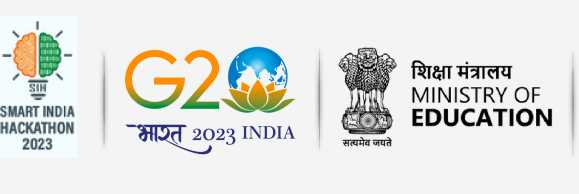 SIH
SMART INDIA
HACKATHON
2023
G20
भारत 2023 INDIA
सत्यमेव जयते
शिक्षा मंत्रालय
MINISTRY OF
EDUCATION